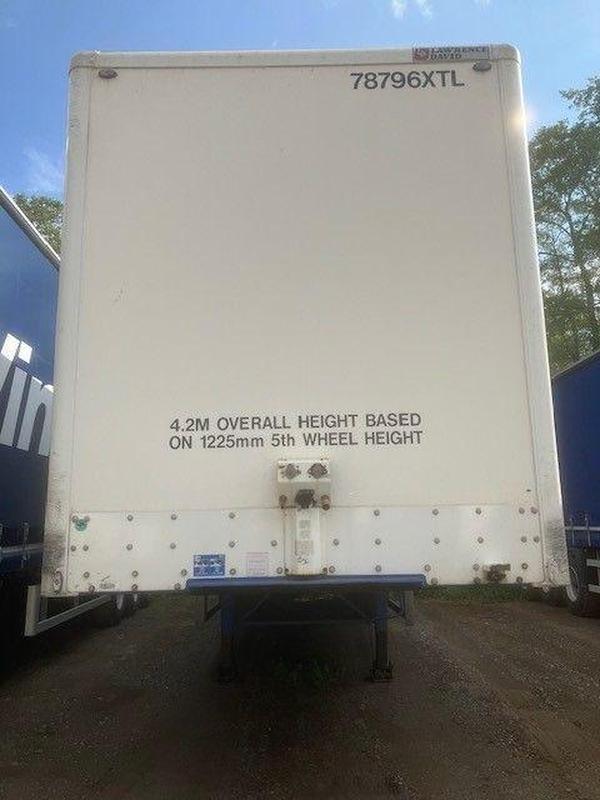 LAWRENCE
DAVID
78796XTL
4.2M OVERALL HEIGHT BASED
ON 1225mm 5th WHEEL HEIGHT